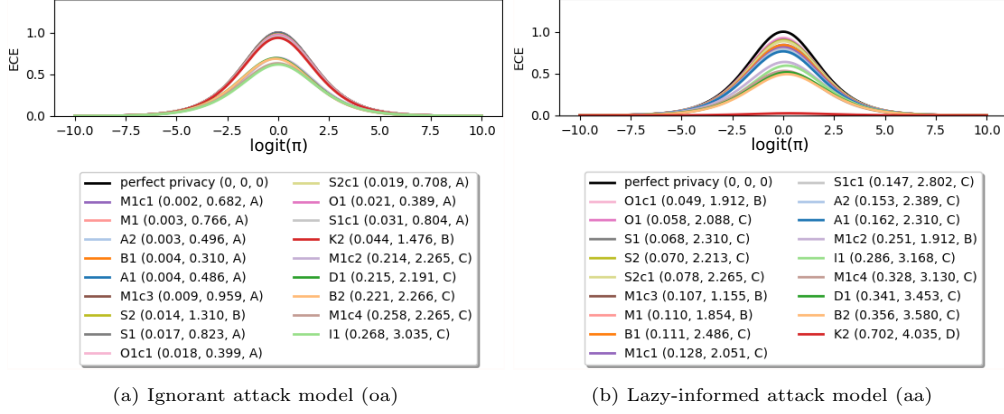 ECE
1.0
0.5
0.0
−10.0 −7.5 −5.0 −2.5 0.0 2.5 5.0 7.5 10.0
logit(π)
perfect privacy (0, 0, 0)
M1c1 (0.002, 0.682, A)
M1 (0.003, 0.766, A)
A2 (0.003, 0.496, A)
B1 (0.004, 0.310, A)
A1 (0.004, 0.486, A)
M1c3 (0.009, 0.959, A)
S2 (0.014, 1.310, B)
S1 (0.017, 0.823, A)
O1c1 (0.018, 0.399, A)
S2c1 (0.019, 0.708, A)
O1 (0.021, 0.389, A)
S1c1 (0.031, 0.804, A)
K2 (0.044, 1.476, B)
M1c2 (0.214, 2.265, C)
D1 (0.215, 2.191, C)
B2 (0.221, 2.266, C)
M1c4 (0.258, 2.265, C)
I1 (0.268, 3.035, C)
(a) Ignorant attack model (oa)
ECE
1.0
0.5
0.0
−10.0 −7.5 −5.0 −2.5 0.0 2.5 5.0 7.5 10.0
logit(π)
perfect privacy (0, 0, 0)
O1c1 (0.049, 1.912, B)
O1 (0.058, 2.088, C)
S1 (0.068, 2.310, C)
S2 (0.070, 2.213, C)
S2c1 (0.078, 2.265, C)
M1c3 (0.107, 1.155, B)
M1 (0.110, 1.854, B)
B1 (0.111, 2.486, C)
M1c1 (0.128, 2.051, C)
S1c1 (0.147, 2.802, C)
A2 (0.153, 2.389, C)
A1 (0.162, 2.310, C)
M1c2 (0.251, 1.912, B)
I1 (0.286, 3.168, C)
M1c4 (0.328, 3.130, C)
D1 (0.341, 3.453, C)
B2 (0.356, 3.580, C)
K2 (0.702, 4.035, D)
(b) Lazy-informed attack model (aa)